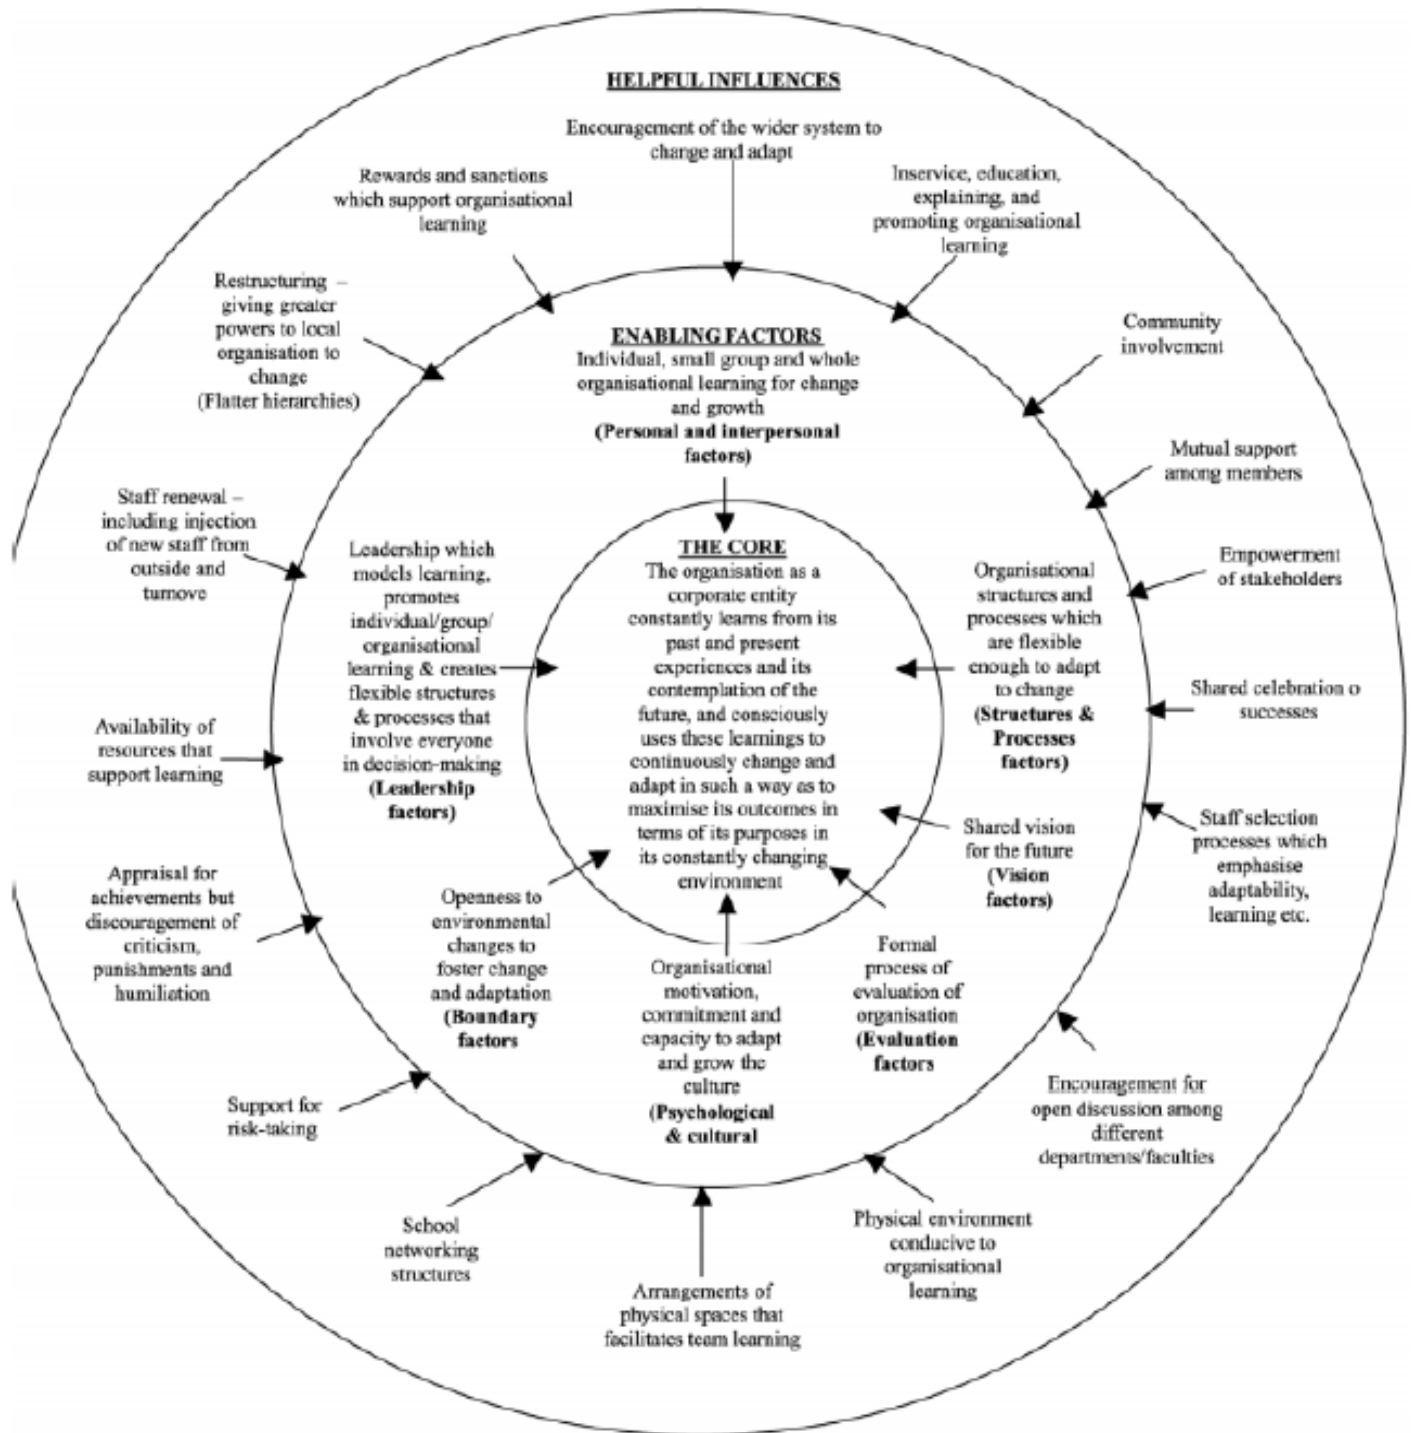 HELPFUL INFLUENCES
Encouragement of the wider system to
change and adapt
Rewards and sanctions
which support organisational
learning
Inservice, education,
explaining, and
promoting organisational
learning
Restructuring –
giving greater
powers to local
organisation to
change
(Flatter hierarchies)
Community
involvement
Mutual support
among members
Staff renewal –
including injection
of new staff from
outside and
turnove
Empowerment
of stakeholders
Shared celebration o
successes
Availability of
resources that
support learning
Staff selection
processes which
emphasise
adaptability,
learning etc.
Appraisal for
achievements but
discouragement of
criticism,
punishments and
humiliation
Encouragement for
open discussion among
different
departments/faculties
Support for
risk-taking
Physical environment
conducive to
organisational
learning
School
networking
structures
Arrangements of
physical spaces that
facilitates team learning
ENABLING FACTORS
Individual, small group and whole
organisational learning for change
and growth
(Personal and interpersonal
factors)
Leadership which
models learning,
promotes
individual/group/
organisational
learning & creates
flexible structures
& processes that
involve everyone
in decision-making
(Leadership
factors)
Organisational
structures and
processes which
are flexible
enough to adapt
to change
(Structures &
Processes
factors)
Shared vision
for the future
(Vision
factors)
Openness to
environmental
changes to
foster change
and adaptation
(Boundary
factors
Organisational
motivation,
commitment and
capacity to adapt
and grow the
culture
(Psychological
& cultural
Formal
process of
evaluation of
organisation
(Evaluation
factors
THE CORE
The organisation as a
corporate entity
constantly learns from its
past and present
experiences and its
contemplation of the
future, and consciously
uses these learnings to
continuously change and
adapt in such a way as to
maximise its outcomes in
terms of its purposes in
its constantly changing
environment